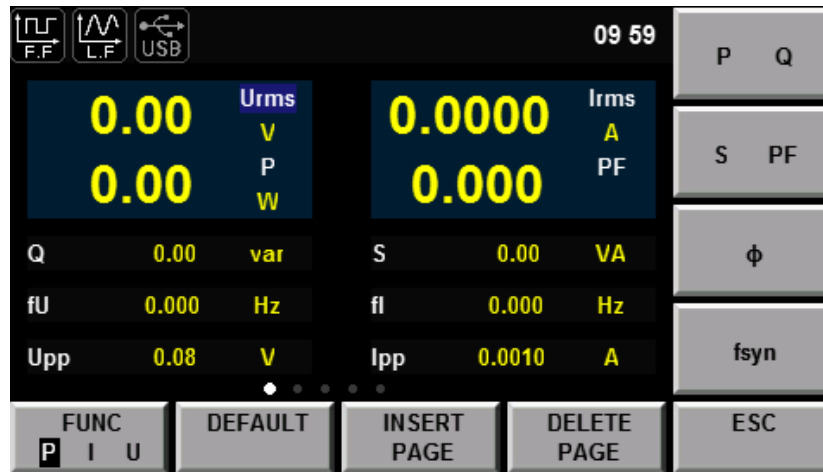 F.F L.F USB 09 59
P Q
0.00 Urms V 0.0000 Irms A
0.00 P W 0.000 PF
S PF
Q 0.00 var S 0.00 VA
ϕ
fU 0.000 Hz fI 0.000 Hz
Upp 0.08 V Ipp 0.0010 A
fsyn
FUNC
P I U
DEFAULT
INSERT
PAGE
DELETE
PAGE
ESC